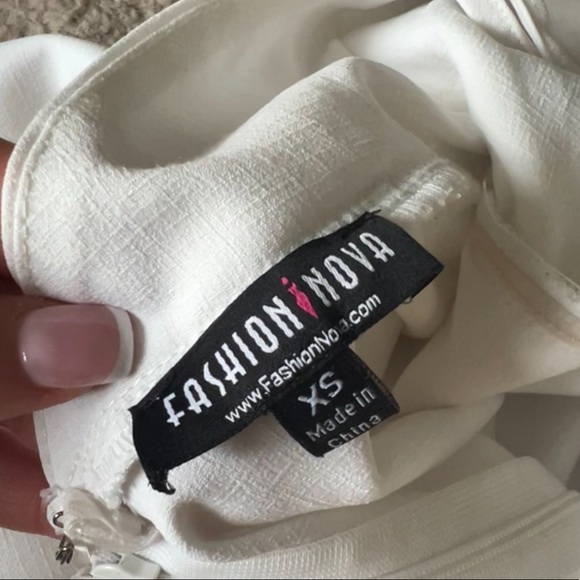 FASHION NOVA
www.FashionNova.com
XS
Made in
China